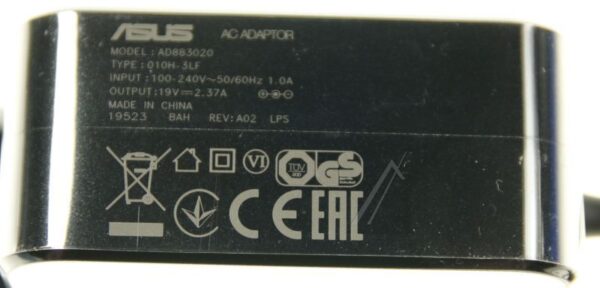 ASUS AC ADAPTOR
MODEL: AD883020
TYPE: 010H-3LF
INPUT: 100-240V~50/60Hz 1.0A
OUTPUT: 19V⎓2.37A
MADE IN CHINA
19523 BAH REV: A02 LPS
VI
TÜV
GS
CE EAC